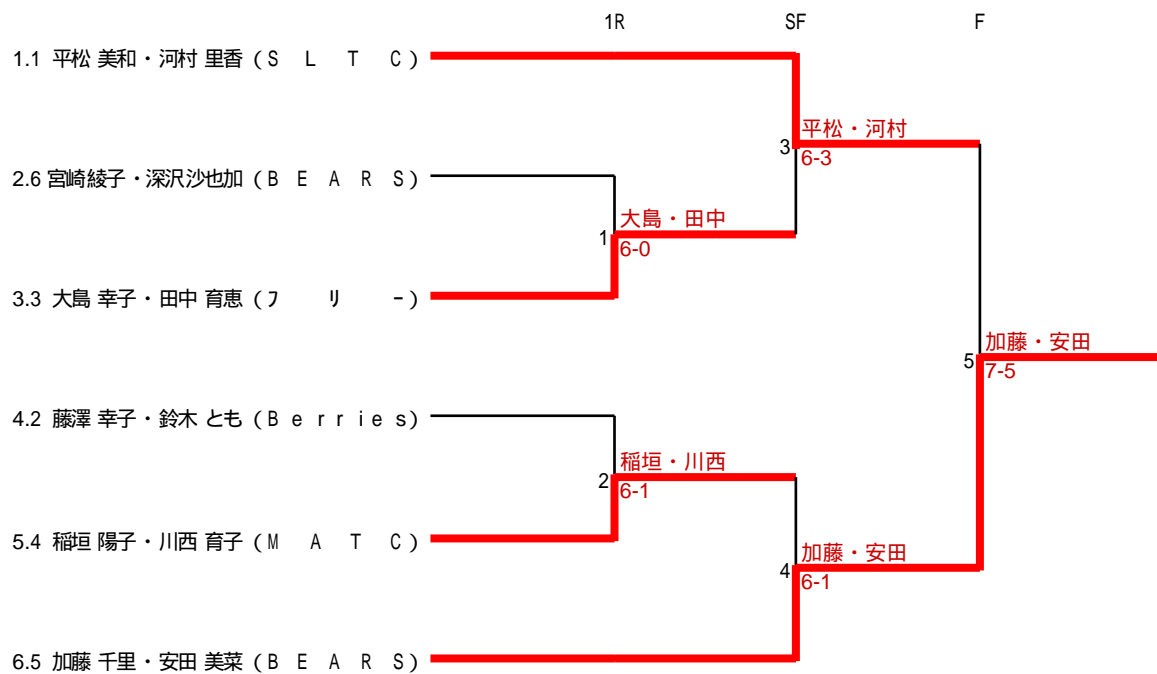 1R SF F
1.1 平松 美和・河村 里香 (S L T C)
平松・河村
3
6-3
2.6 宮崎綾子・深沢沙也加 (B E A R S)
大島・田中
1
6-0
3.3 大島 幸子・田中 育恵 (フ リ ー)
加藤・安田
5
7-5
4.2 藤澤 幸子・鈴木 とも (B e r r i e s)
稲垣・川西
2
6-1
5.4 稲垣 陽子・川西 育子 (M A T C)
加藤・安田
4
6-1
6.5 加藤 千里・安田 美菜 (B E A R S)